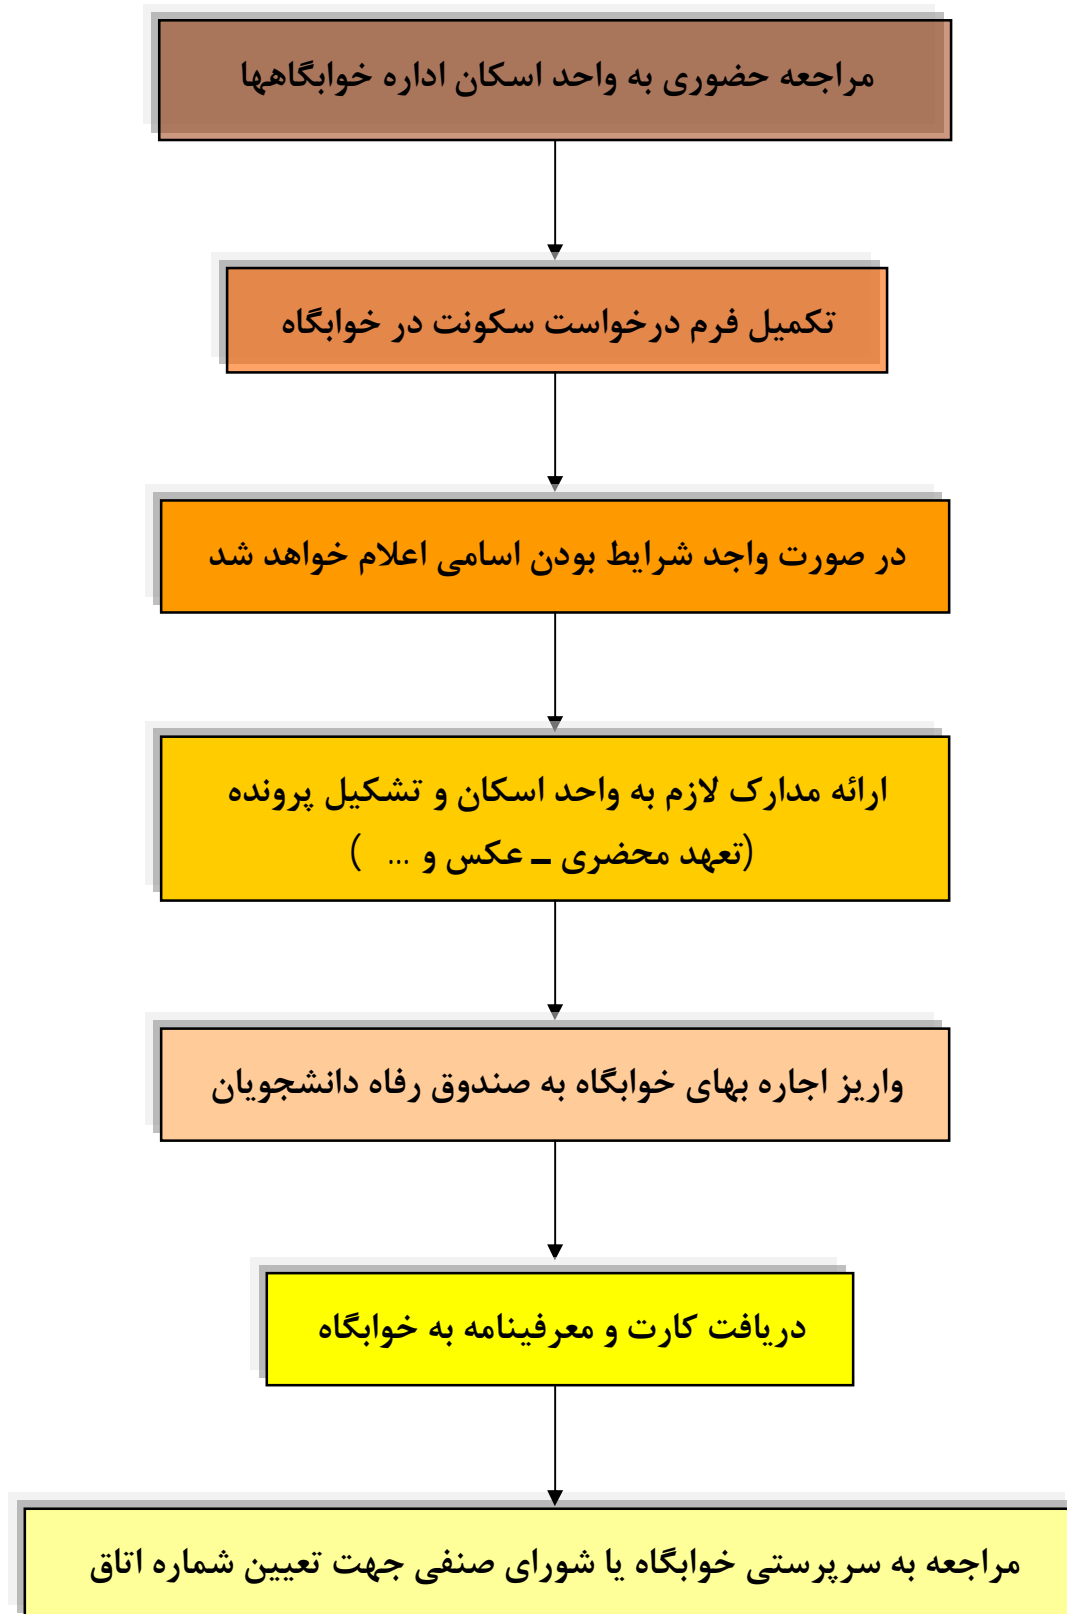 مراجعه حضوری به واحد اسکان اداره خوابگاهها
تکمیل فرم درخواست سکونت در خوابگاه
در صورت واجد شرایط بودن اسامی اعلام خواهد شد
ارائه مدارک لازم به واحد اسکان و تشکیل پرونده
(تعهد محضری – عکس و ... )
واریز اجاره بهای خوابگاه به صندوق رفاه دانشجویان
دریافت کارت و معرفینامه به خوابگاه
مراجعه به سرپرستی خوابگاه یا شورای صنفی جهت تعیین شماره اتاق